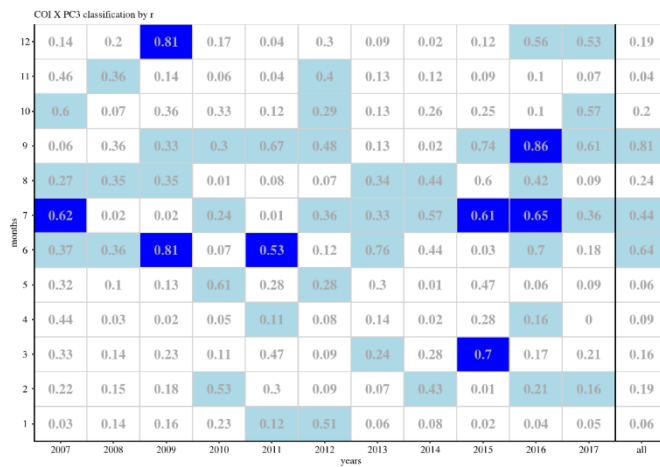 COI X PC3 classification by r
12 0.14 0.2 0.81 0.17 0.04 0.3 0.09 0.02 0.12 0.56 0.53 0.19
11 0.46 0.36 0.14 0.06 0.04 0.4 0.13 0.12 0.09 0.1 0.07 0.04
10 0.6 0.07 0.36 0.33 0.12 0.29 0.13 0.26 0.25 0.1 0.57 0.2
9 0.06 0.36 0.33 0.3 0.67 0.48 0.13 0.02 0.74 0.86 0.61 0.81
8 0.27 0.35 0.35 0.01 0.08 0.07 0.34 0.44 0.6 0.42 0.09 0.24
7 0.62 0.02 0.02 0.24 0.01 0.36 0.33 0.57 0.61 0.65 0.36 0.44
months
6 0.37 0.36 0.81 0.07 0.53 0.12 0.76 0.44 0.03 0.7 0.18 0.64
5 0.32 0.1 0.13 0.61 0.28 0.28 0.3 0.01 0.47 0.06 0.09 0.06
4 0.44 0.03 0.02 0.05 0.11 0.08 0.14 0.02 0.28 0.16 0 0.09
3 0.33 0.14 0.23 0.11 0.47 0.09 0.24 0.28 0.7 0.17 0.21 0.16
2 0.22 0.15 0.18 0.53 0.3 0.09 0.07 0.43 0.01 0.21 0.16 0.19
1 0.03 0.14 0.16 0.23 0.12 0.51 0.06 0.08 0.02 0.04 0.05 0.06
2007 2008 2009 2010 2011 2012 2013 2014 2015 2016 2017 all
years